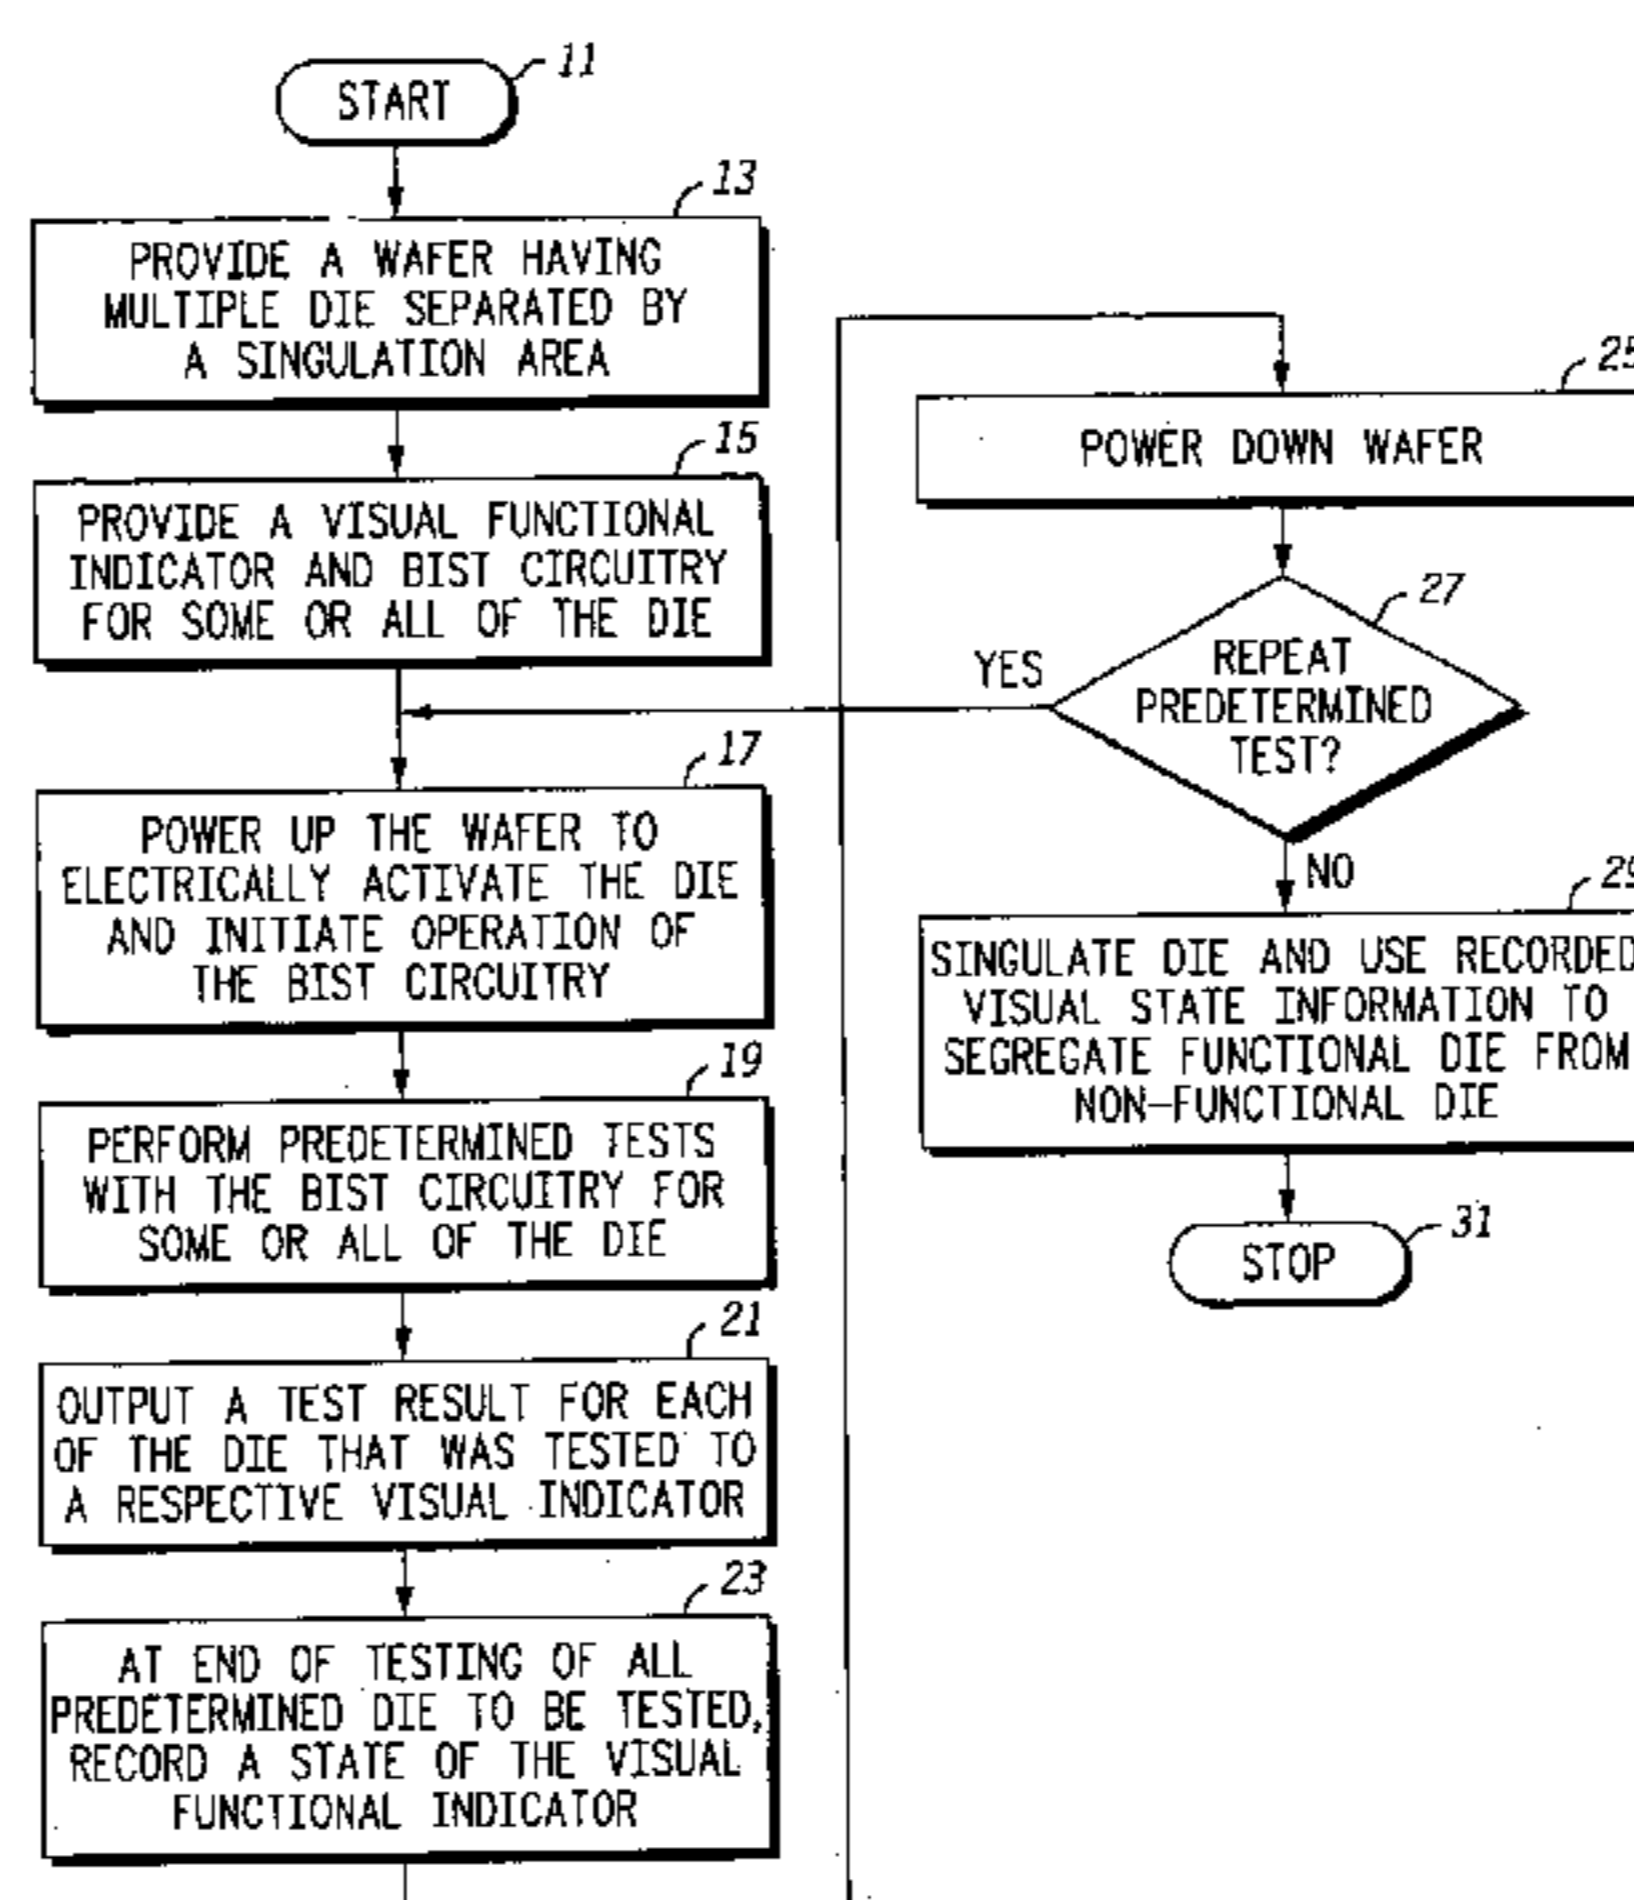 START
11
13
PROVIDE A WAFER HAVING
MULTIPLE DIE SEPARATED BY
A SINGULATION AREA
15
PROVIDE A VISUAL FUNCTIONAL
INDICATOR AND BIST CIRCUITRY
FOR SOME OR ALL OF THE DIE
17
POWER UP THE WAFER TO
ELECTRICALLY ACTIVATE THE DIE
AND INITIATE OPERATION OF
THE BIST CIRCUITRY
19
PERFORM PREDETERMINED TESTS
WITH THE BIST CIRCUITRY FOR
SOME OR ALL OF THE DIE
21
OUTPUT A TEST RESULT FOR EACH
OF THE DIE THAT WAS TESTED TO
A RESPECTIVE VISUAL INDICATOR
23
AT END OF TESTING OF ALL
PREDETERMINED DIE TO BE TESTED,
RECORD A STATE OF THE VISUAL
FUNCTIONAL INDICATOR
25
POWER DOWN WAFER
27
YES
REPEAT
PREDETERMINED
TEST?
NO
29
SINGULATE DIE AND USE RECORDED
VISUAL STATE INFORMATION TO
SEGREGATE FUNCTIONAL DIE FROM
NON-FUNCTIONAL DIE
STOP
31